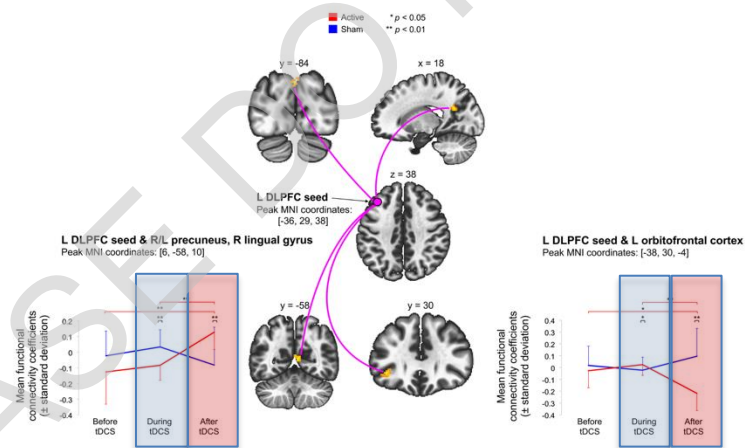 Active
* p < 0.05
Sham
** p < 0.01
y = -84
x = 18
z = 38
L DLPFC seed
Peak MNI coordinates:
[-36, 29, 38]
L DLPFC seed & R/L precuneus, R lingual gyrus
Peak MNI coordinates: [6, -58, 10]
L DLPFC seed & L orbitofrontal cortex
Peak MNI coordinates: [-38, 30, -4]
y = -58
y = 30
Mean functional
connectivity coefficients
(± standard deviation)
0.2
0.1
0
-0.1
-0.2
-0.3
-0.4
Before
tDCS
During
tDCS
After
tDCS
Mean functional
connectivity coefficients
(± standard deviation)
0.4
0.3
0.2
0.1
0
-0.1
-0.2
-0.3
-0.4
Before
tDCS
During
tDCS
After
tDCS